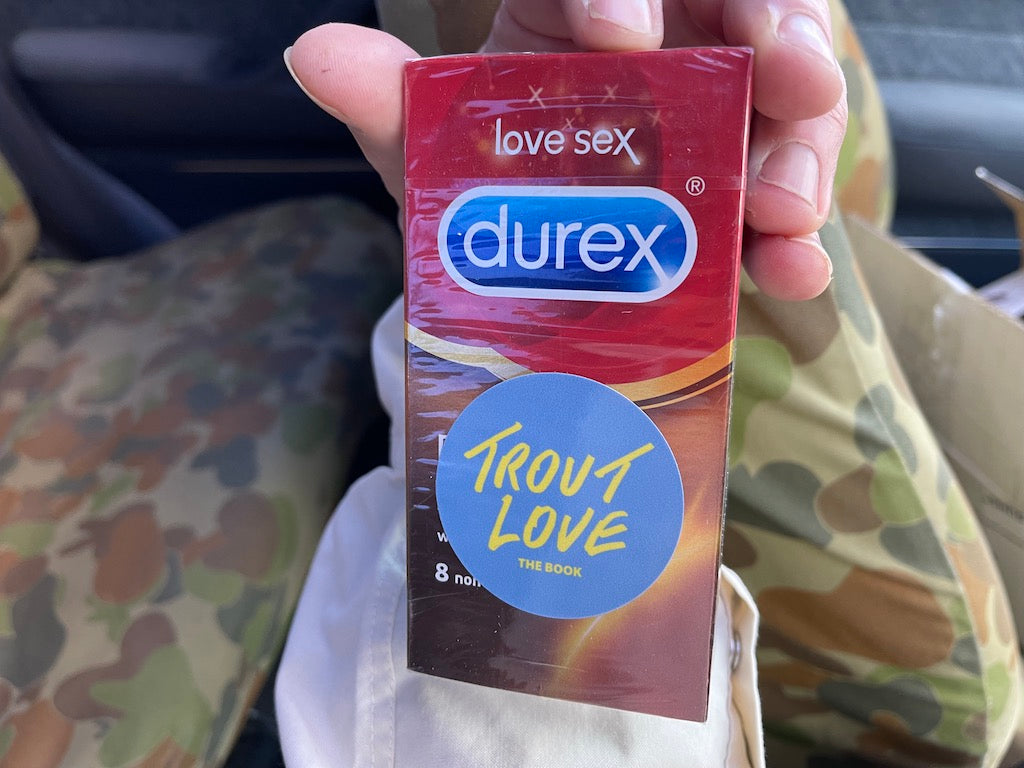 love sex
durex
®
TROUT
LOVE
THE BOOK
8